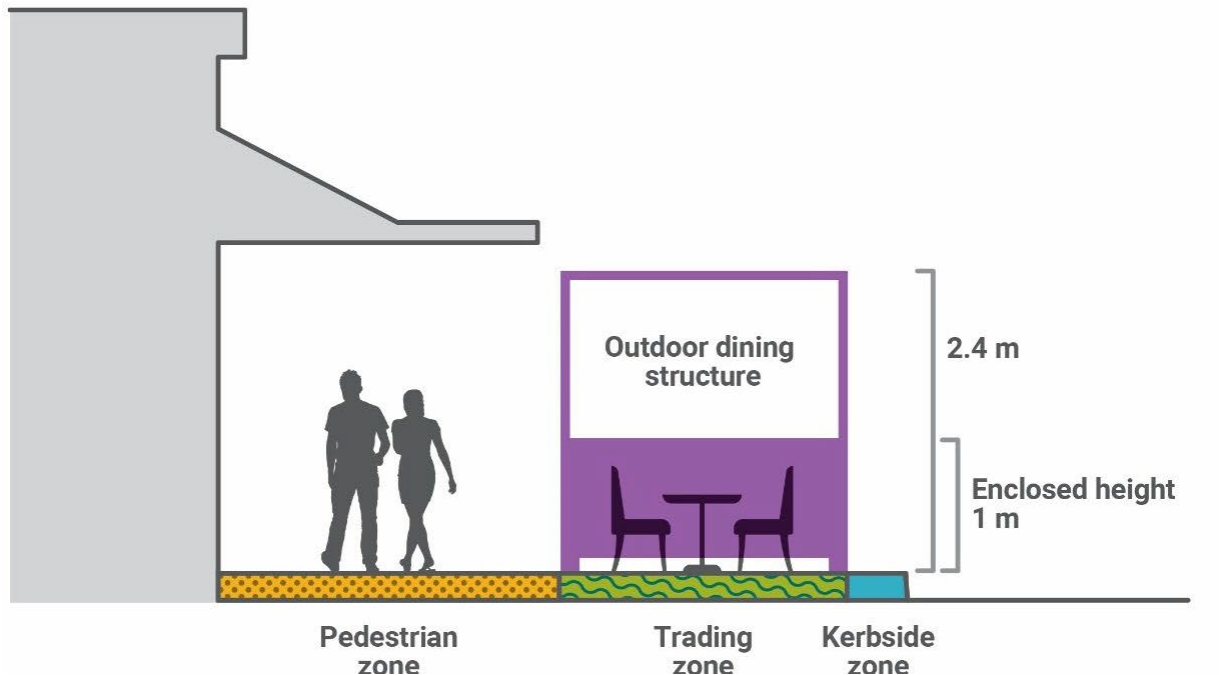 Outdoor dining
structure
2.4 m
Enclosed height
1 m
Pedestrian
zone
Trading
zone
Kerbside
zone